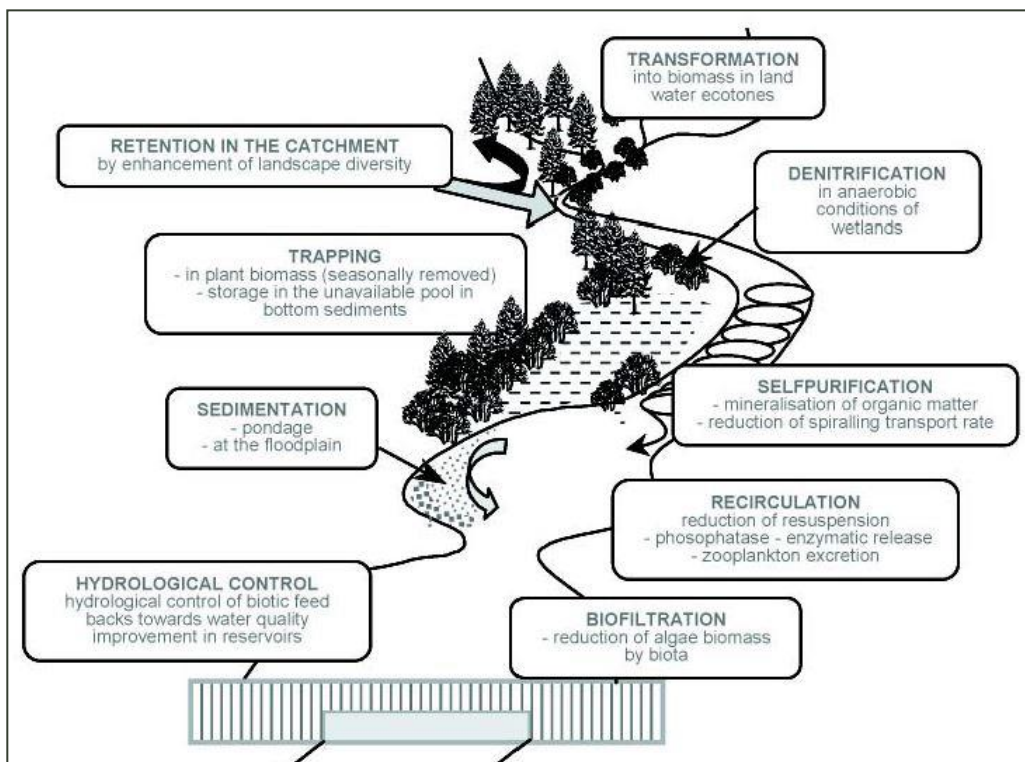 TRANSFORMATION
into biomass in land
water ecotones
RETENTION IN THE CATCHMENT
by enhancement of landscape diversity
DENITRIFICATION
in anaerobic
conditions of
wetlands
TRAPPING
- in plant biomass (seasonally removed)
- storage in the unavailable pool in
bottom sediments
SELFPURIFICATION
- mineralisation of organic matter
- reduction of spiralling transport rate
SEDIMENTATION
- pondage
- at the floodplain
RECIRCULATION
reduction of resuspension
- phosophatase - enzymatic release
- zooplankton excretion
HYDROLOGICAL CONTROL
hydrological control of biotic feed
backs towards water quality
improvement in reservoirs
BIOFILTRATION
- reduction of algae biomass
by biota